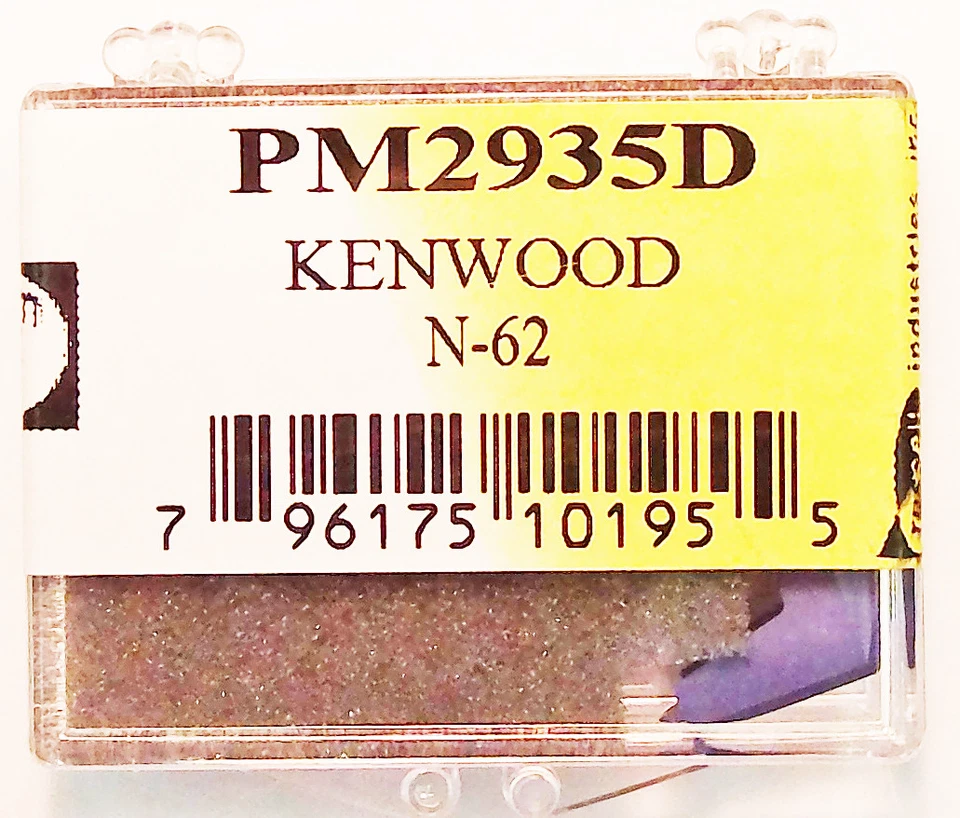 PM2935D
KENWOOD
N-62
7 96175 10195 5
industries inc